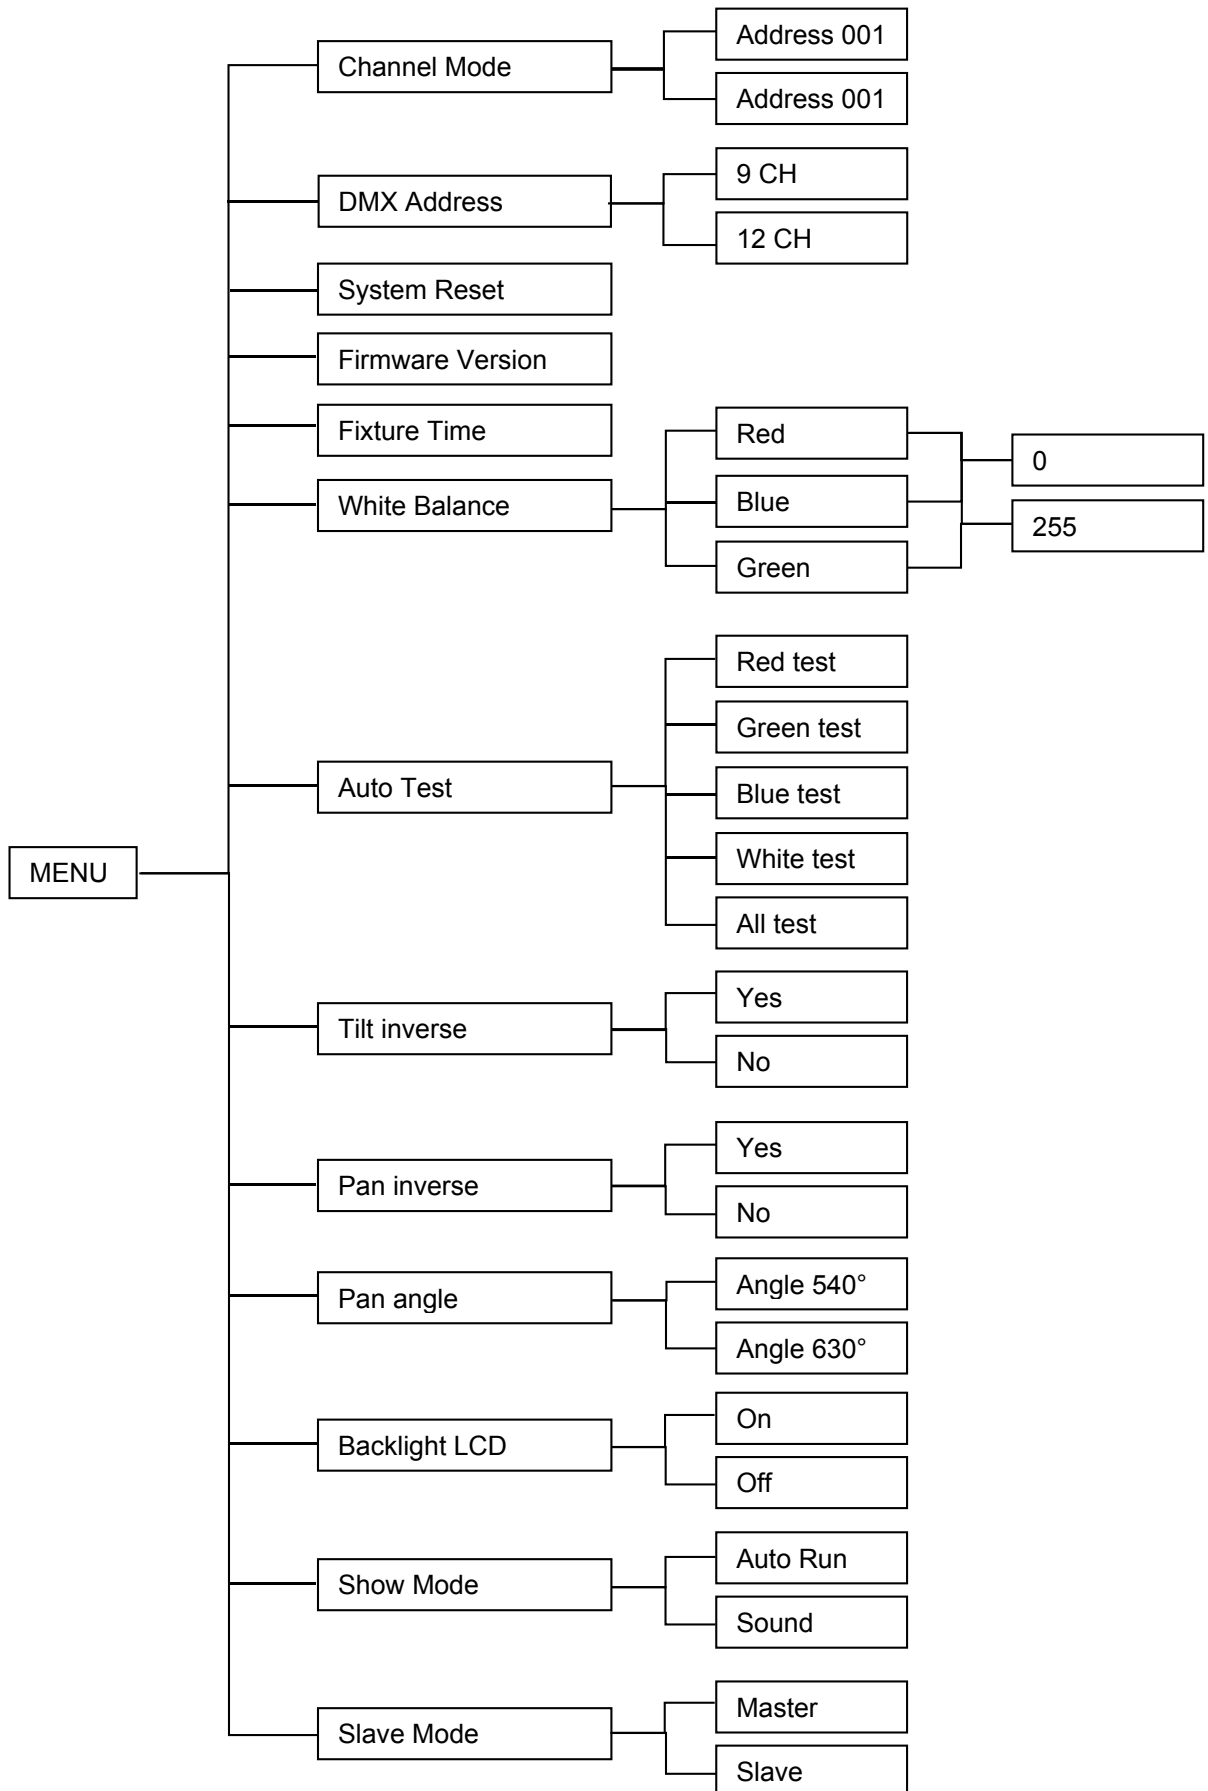 Address 001
Channel Mode
Address 001
9 CH
DMX Address
12 CH
System Reset
Firmware Version
Fixture Time
Red
0
White Balance
Blue
255
Green
Red test
Green test
Auto Test
Blue test
White test
MENU
All test
Yes
Tilt inverse
No
Yes
Pan inverse
No
Angle 540°
Pan angle
Angle 630°
On
Backlight LCD
Off
Auto Run
Show Mode
Sound
Master
Slave Mode
Slave